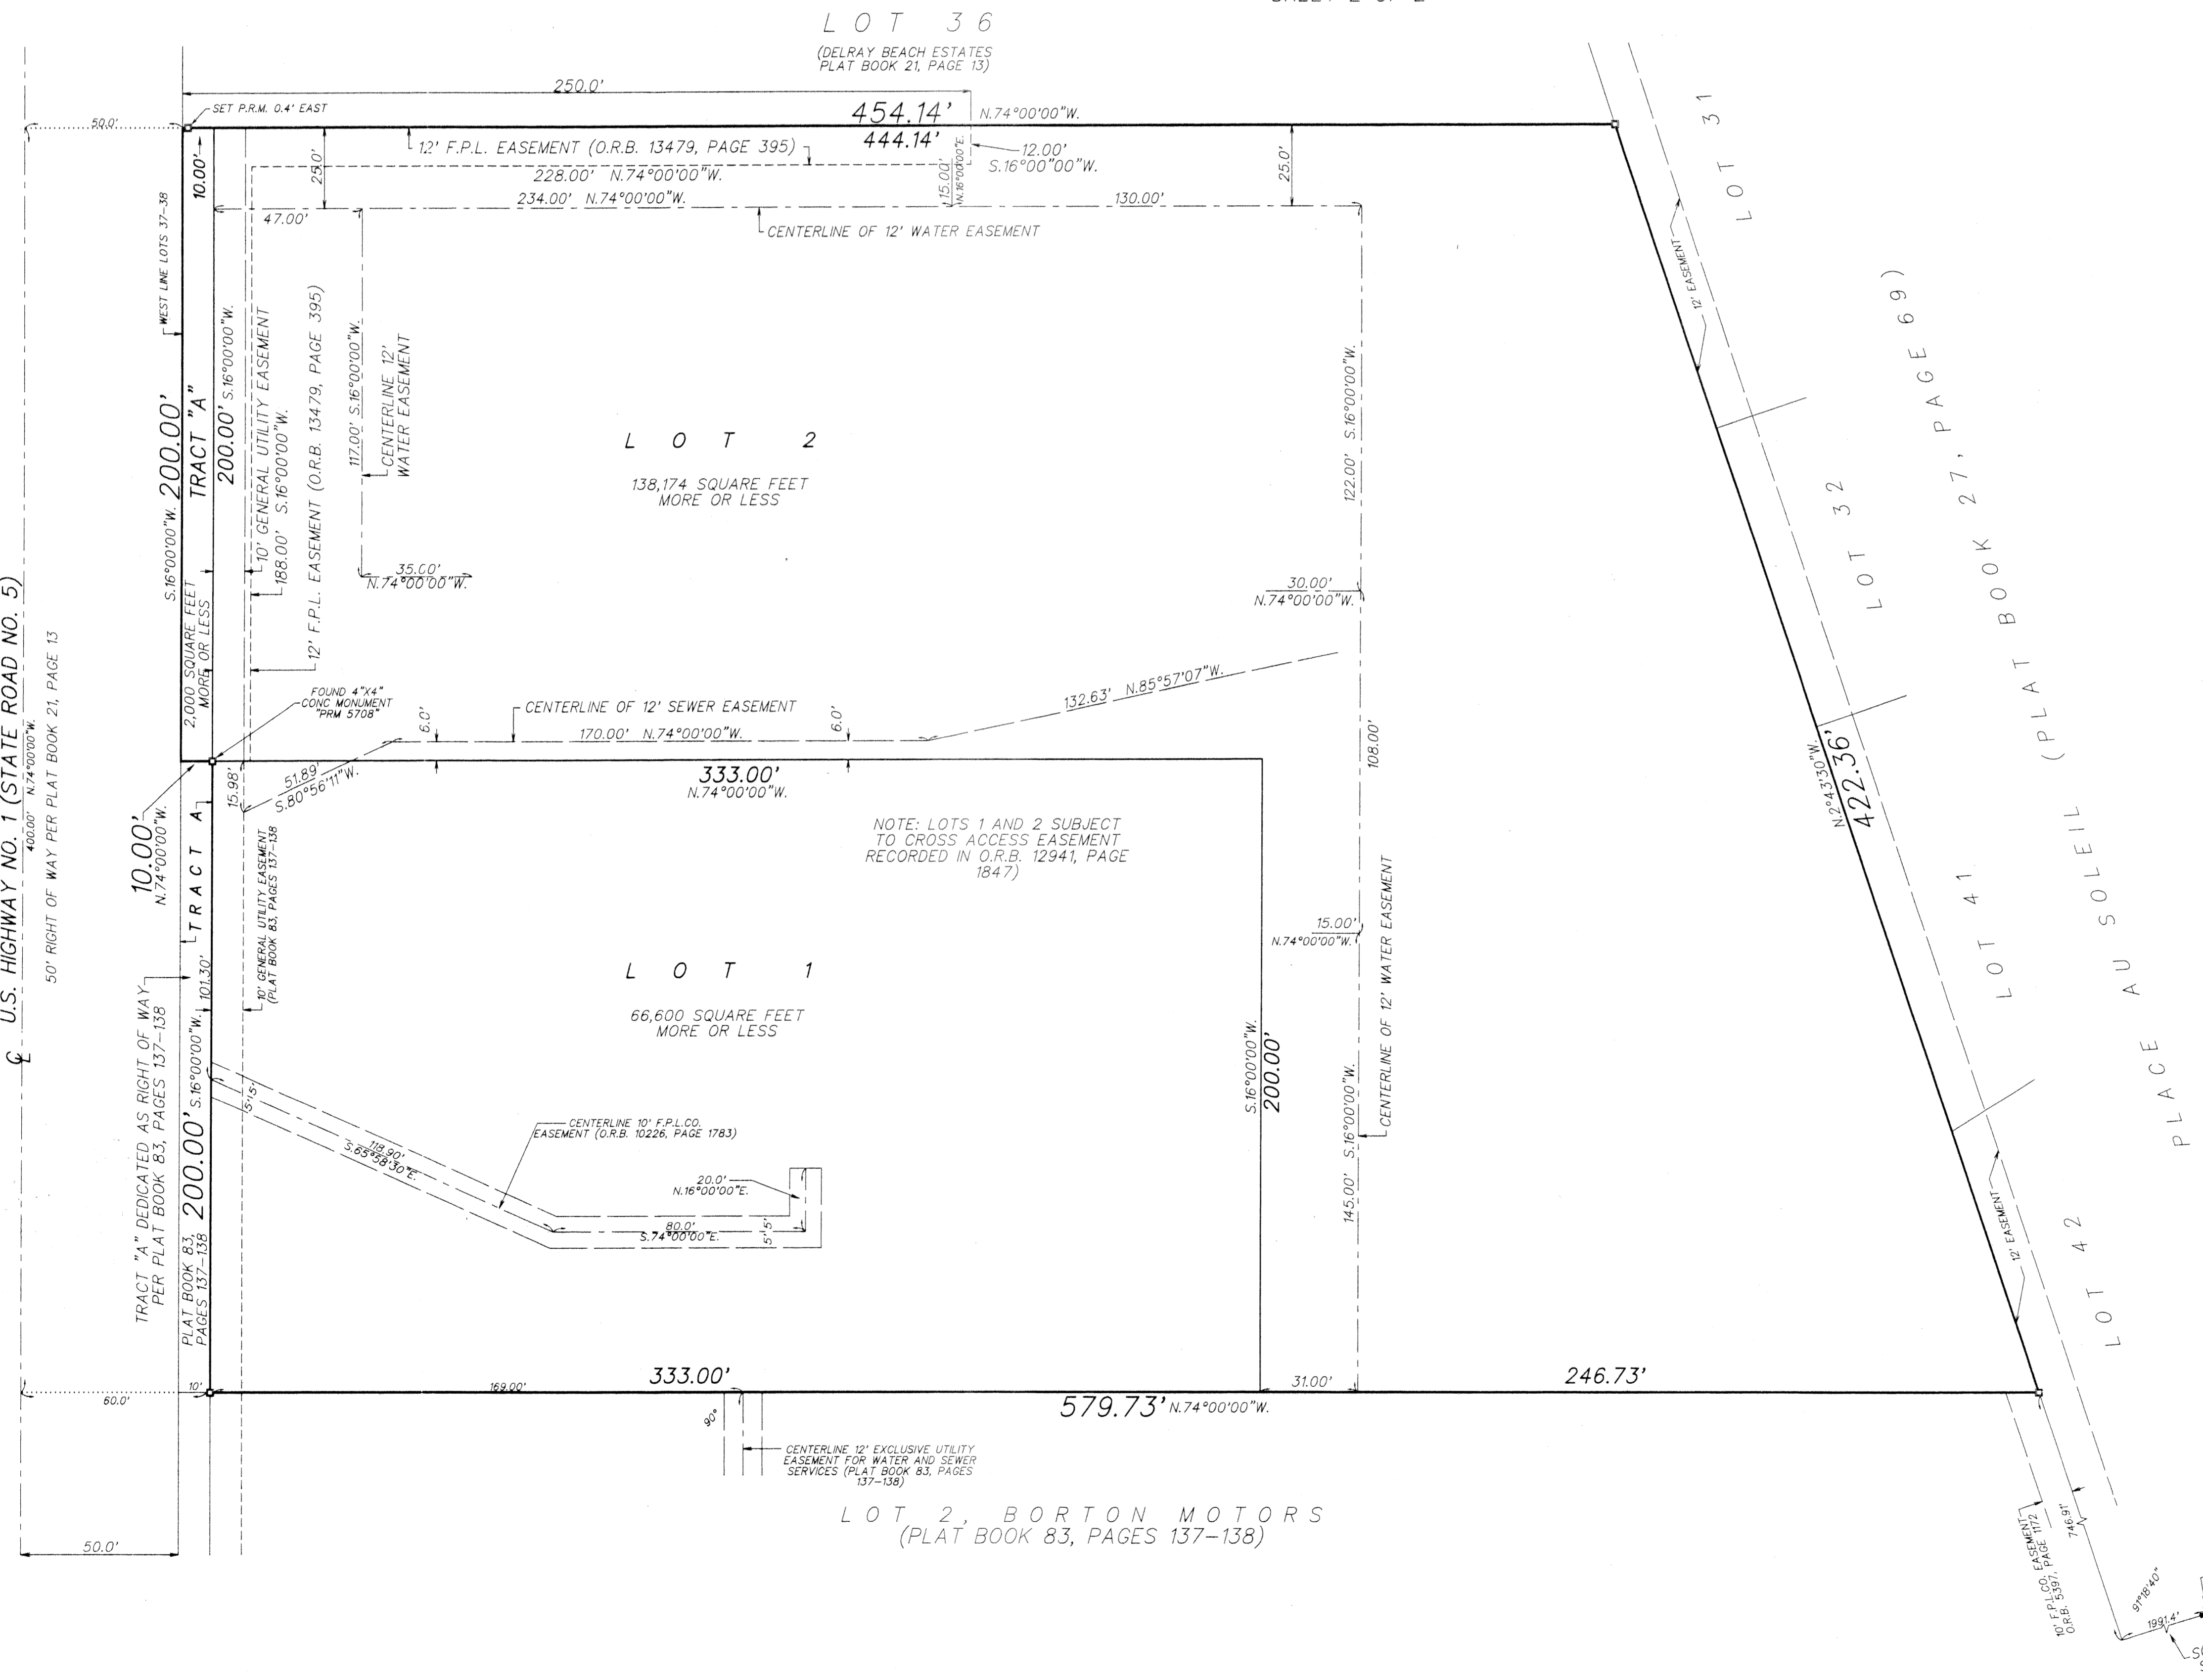 LOT 36
(DELRAY BEACH ESTATES
PLAT BOOK 21, PAGE 13)
250.0'
SET P.R.M. 0.4' EAST
454.14' N.74°00'00"W.
50.0'
444.14'
12' F.P.L. EASEMENT (O.R.B. 13479, PAGE 395)
12.00'
S.16°00'00"W.
10.00'
25.0'
228.00' N.74°00'00"W.
115.00'
N.16°00'00"E.
25.0'
234.00' N.74°00'00"W.
130.00'
47.00'
CENTERLINE OF 12' WATER EASEMENT
WEST LINE LOTS 37-38
S.16°00'00"W. 200.00'
TRACT "A"
200.00' S.16°00'00"W.
10' GENERAL UTILITY EASEMENT
188.00' S.16°00'00"W.
12' F.P.L. EASEMENT (O.R.B. 13479, PAGE 395)
117.00' S.16°00'00"W.
CENTERLINE 12'
WATER EASEMENT
35.00'
N.74°00'00"W.
LOT 2
138,174 SQUARE FEET
MORE OR LESS
122.00' S.16°00'00"W.
30.00'
N.74°00'00"W.
12' EASEMENT
LOT 31
LOT 32
LOT 41
LOT 42
PLACE AU SOLEIL (PLAT BOOK 27, PAGE 69)
N.2°43'30"W.
422.36'
12' EASEMENT
U.S. HIGHWAY NO. 1 (STATE ROAD NO. 5)
400.00' N.74°00'00"W.
50' RIGHT OF WAY PER PLAT BOOK 21, PAGE 13
2,000 SQUARE FEET
MORE OR LESS
FOUND 4"X4"
CONC MONUMENT
"PRM 5708"
6.0'
CENTERLINE OF 12' SEWER EASEMENT
170.00' N.74°00'00"W.
6.0'
132.63' N.85°57'07"W.
108.00'
15.98'
51.89'
S.80°56'11"W.
333.00'
N.74°00'00"W.
10.00'
N.74°00'00"W.
TRACT A
10' GENERAL UTILITY EASEMENT
(PLAT BOOK 83, PAGES 137-138
NOTE: LOTS 1 AND 2 SUBJECT
TO CROSS ACCESS EASEMENT
RECORDED IN O.R.B. 12941, PAGE
1847)
15.00'
N.74°00'00"W.
CENTERLINE OF 12' WATER EASEMENT
LOT 1
66,600 SQUARE FEET
MORE OR LESS
TRACT "A" DEDICATED AS RIGHT OF WAY
PER PLAT BOOK 83, PAGES 137-138
101.30'
200.00' S.16°00'00"W.
PLAT BOOK 83,
PAGES 137-138
5' 5'
118.90'
S.65°58'30"E.
CENTERLINE 10' F.P.L.CO.
EASEMENT (O.R.B. 10226, PAGE 1783)
20.0'
N.16°00'00"E.
80.0'
S.74°00'00"E.
5' 5'
S.16°00'00"W.
200.00'
145.00' S.16°00'00"W.
60.0'
10'
169.00'
333.00'
31.00'
246.73'
579.73' N.74°00'00"W.
90°
CENTERLINE 12' EXCLUSIVE UTILITY
EASEMENT FOR WATER AND SEWER
SERVICES (PLAT BOOK 83, PAGES
137-138)
LOT 2, BORTON MOTORS
(PLAT BOOK 83, PAGES 137-138)
50.0'
10' F.P.L.CO. EASEMENT
O.R.B. 5397, PAGE 1172
746.91'
91°18'40"
1991.4'